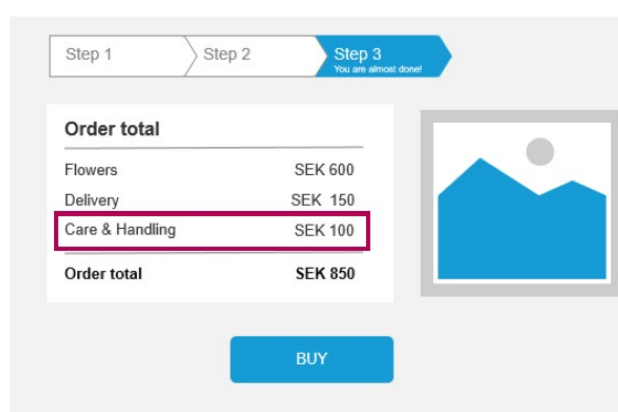 Step 1
Step 2
Step 3
You are almost done!
Order total
Flowers SEK 600
Delivery SEK 150
Care & Handling SEK 100
Order total SEK 850
BUY